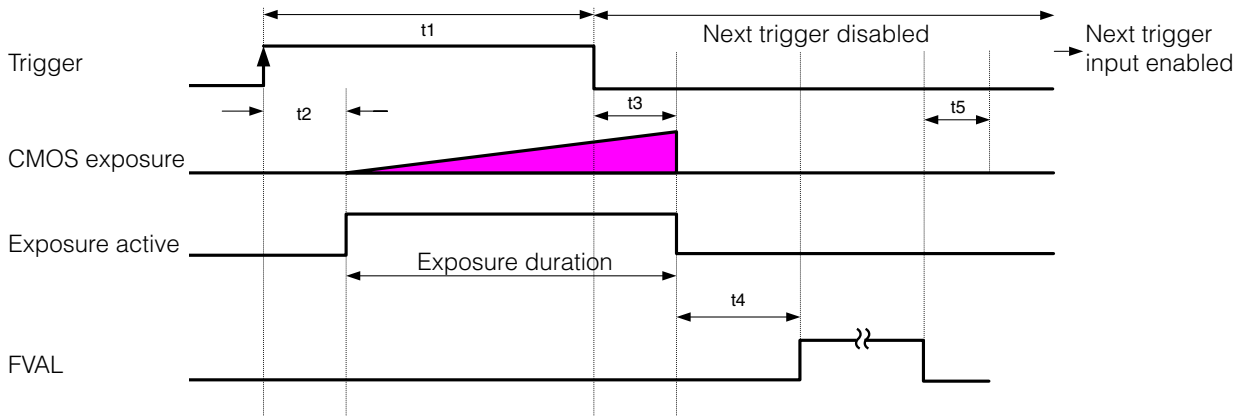 t1
Next trigger disabled
Next trigger
input enabled
Trigger
t2
t3
t5
CMOS exposure
Exposure active
Exposure duration
t4
FVAL